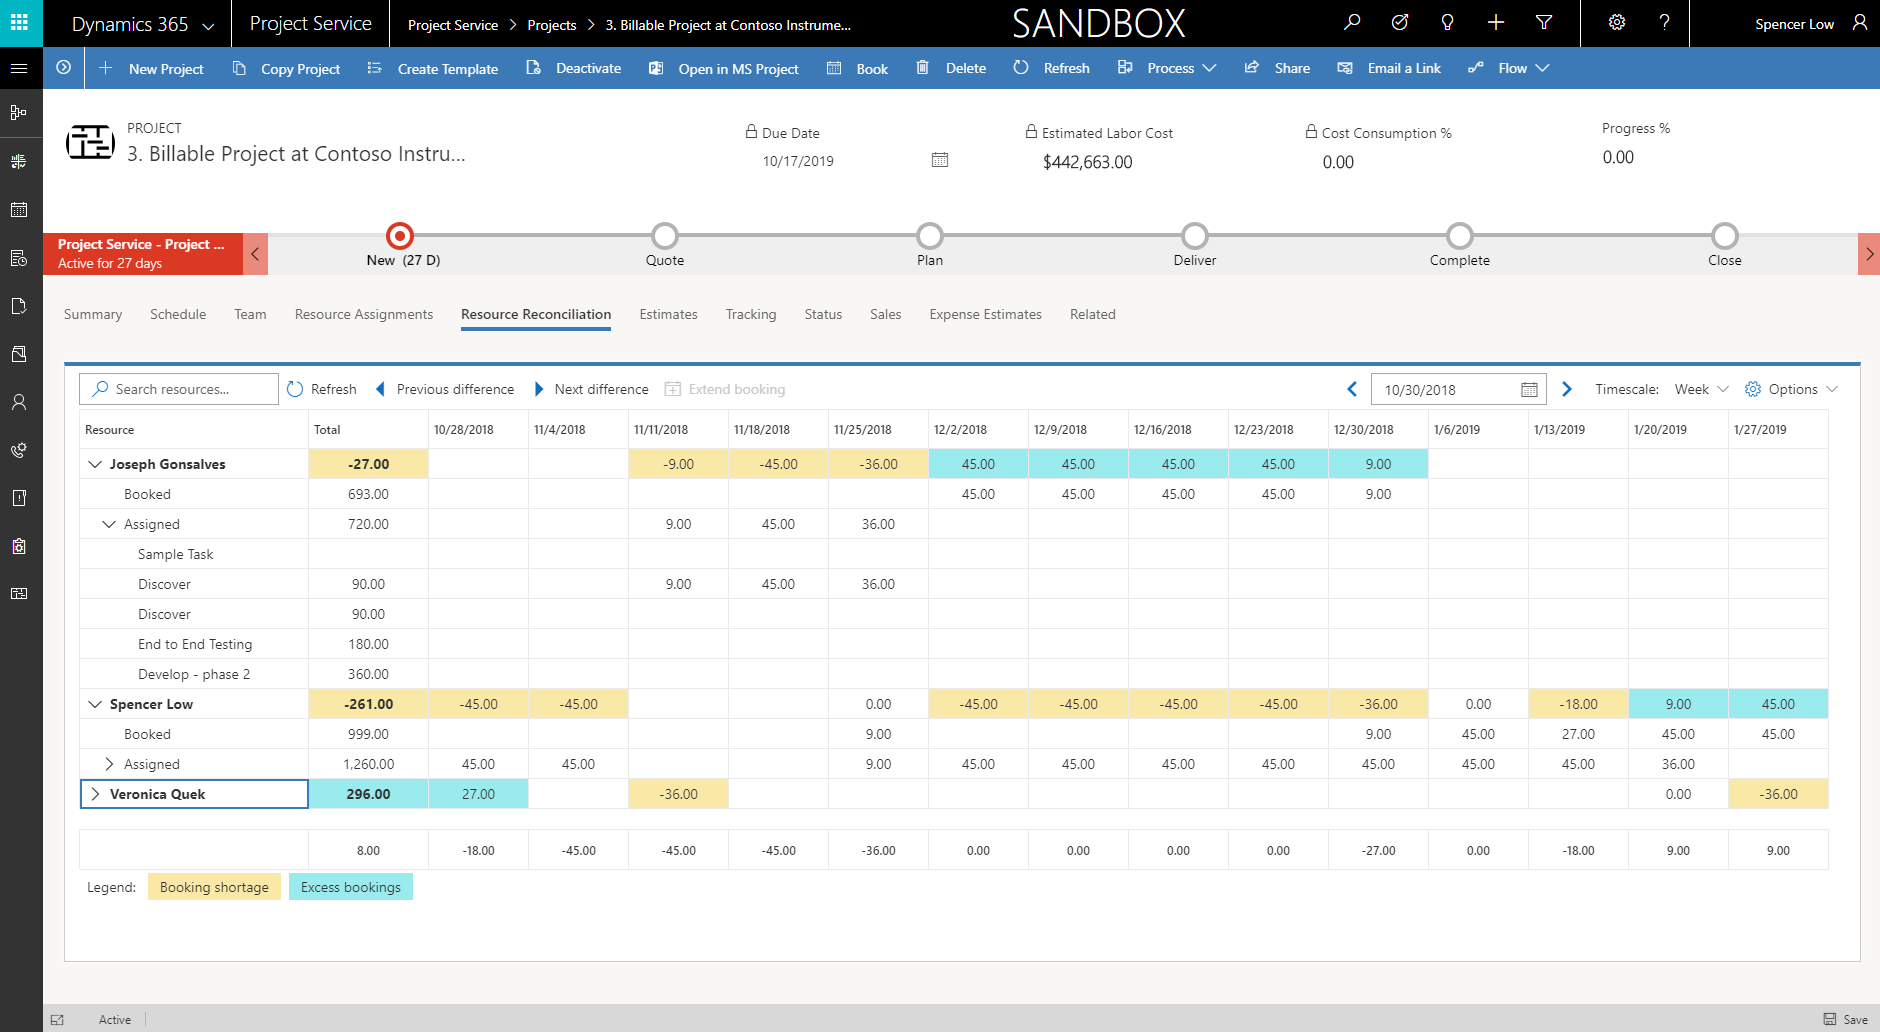 Dynamics 365 Project Service Project Service > Projects > 3. Billable Project at Contoso Instrume... SANDBOX ? Spencer Low
New Project Copy Project Create Template Deactivate Open in MS Project Book Delete Refresh Process Share Email a Link Flow
PROJECT
3. Billable Project at Contoso Instru...
Due Date Estimated Labor Cost Cost Consumption % Progress %
10/17/2019 $442,663.00 0.00 0.00
Project Service - Project ...
Active for 27 days
New (27 D) Quote Plan Deliver Complete Close
Summary Schedule Team Resource Assignments Resource Reconciliation Estimates Tracking Status Sales Expense Estimates Related
Search resources... Refresh Previous difference Next difference Extend booking 10/30/2018 Timescale: Week Options
Resource Total 10/28/2018 11/4/2018 11/11/2018 11/18/2018 11/25/2018 12/2/2018 12/9/2018 12/16/2018 12/23/2018 12/30/2018 1/6/2019 1/13/2019 1/20/2019 1/27/2019
Joseph Gonsalves -27.00 -9.00 -45.00 -36.00 45.00 45.00 45.00 45.00 9.00
Booked 693.00 45.00 45.00 45.00 45.00 9.00
Assigned 720.00 9.00 45.00 36.00
Sample Task
Discover 90.00 9.00 45.00 36.00
Discover 90.00
End to End Testing 180.00
Develop - phase 2 360.00
Spencer Low -261.00 -45.00 -45.00 0.00 -45.00 -45.00 -45.00 -45.00 -36.00 0.00 -18.00 9.00 45.00
Booked 999.00 9.00 9.00 45.00 27.00 45.00 45.00
Assigned 1,260.00 45.00 45.00 9.00 45.00 45.00 45.00 45.00 45.00 45.00 45.00 36.00
Veronica Quek 296.00 27.00 -36.00 0.00 -36.00
8.00 -18.00 -45.00 -45.00 -45.00 -36.00 0.00 0.00 0.00 0.00 -27.00 0.00 -18.00 9.00 9.00
Legend: Booking shortage Excess bookings
Active Save